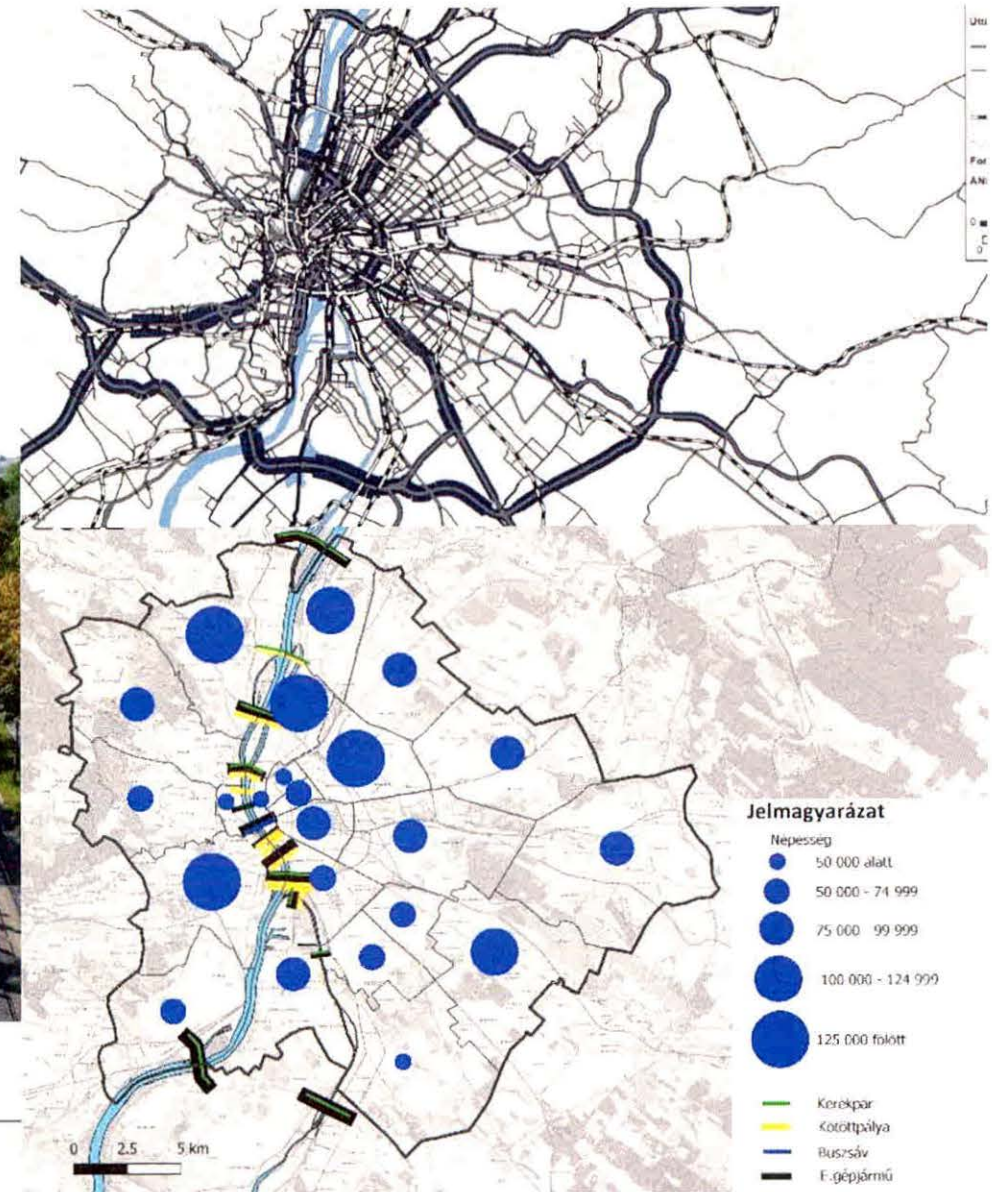 Jelmagyarázat
Népesség
50 000 alatt
50 000 - 74 999
75 000 99 999
100 000 - 124 999
125 000 fölött
Kerékpár
Kötöttpálya
Buszsáv
E.gépjármű
0 2.5 5 km